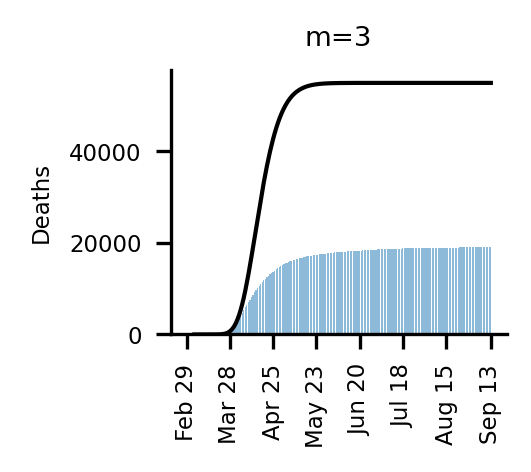 m=3
Deaths
40000
20000
0
Feb 29
Mar 28
Apr 25
May 23
Jun 20
Jul 18
Aug 15
Sep 13